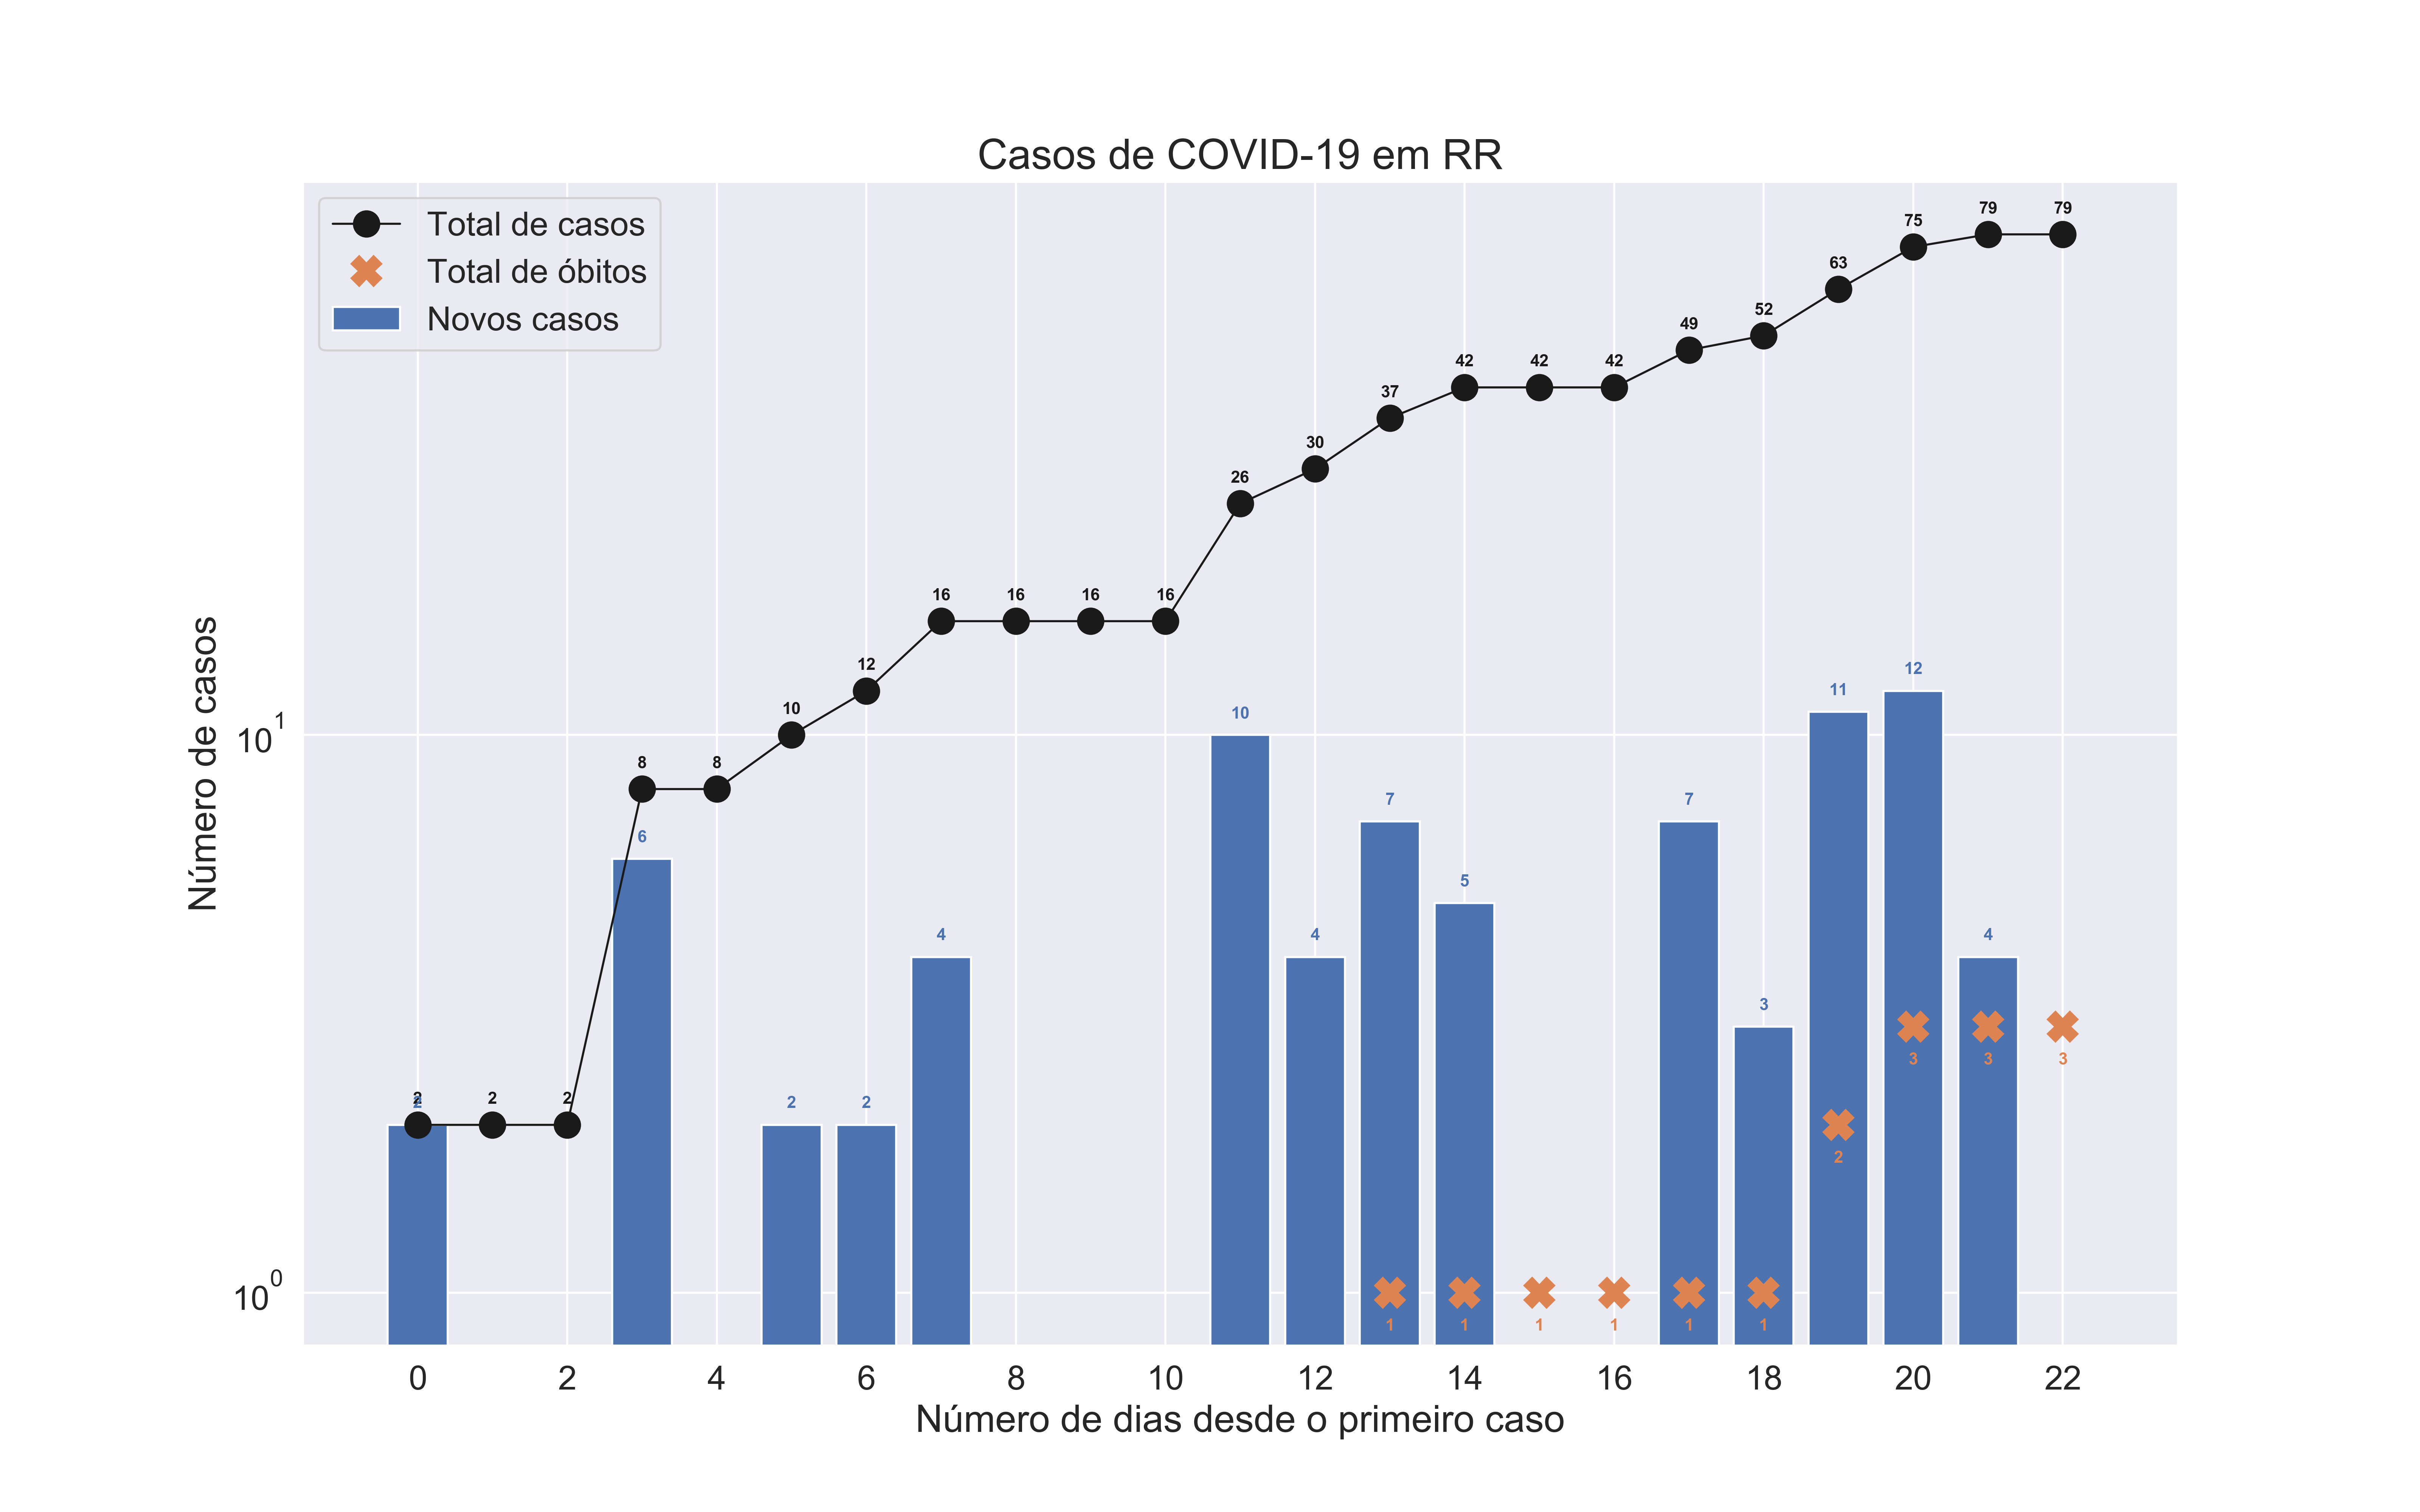 Casos de COVID-19 em RR
Total de casos
Total de óbitos
Novos casos
79 79
75
63
52
49
42 42 42
37
30
26
16 16 16 16
12
10
8 8
2 2 2
12
11
10
7 7
6
5
4 4 4
3
2 2 2
3 3 3
2
1 1 1 1 1 1
Número de casos
10^1
10^0
0 2 4 6 8 10 12 14 16 18 20 22
Número de dias desde o primeiro caso